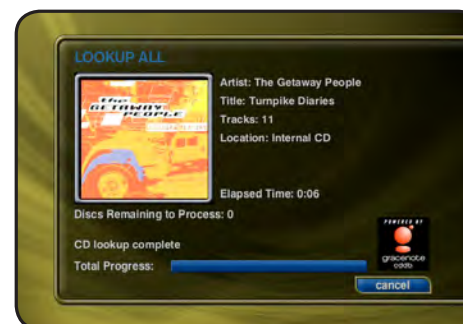 LOOKUP ALL
the
GETAWAY
PEOPLE
Artist: The Getaway People
Title: Turnpike Diaries
Tracks: 11
Location: Internal CD
Elapsed Time: 0:06
Discs Remaining to Process: 0
CD lookup complete
Total Progress:
POWERED BY
gracenote
cddb
cancel